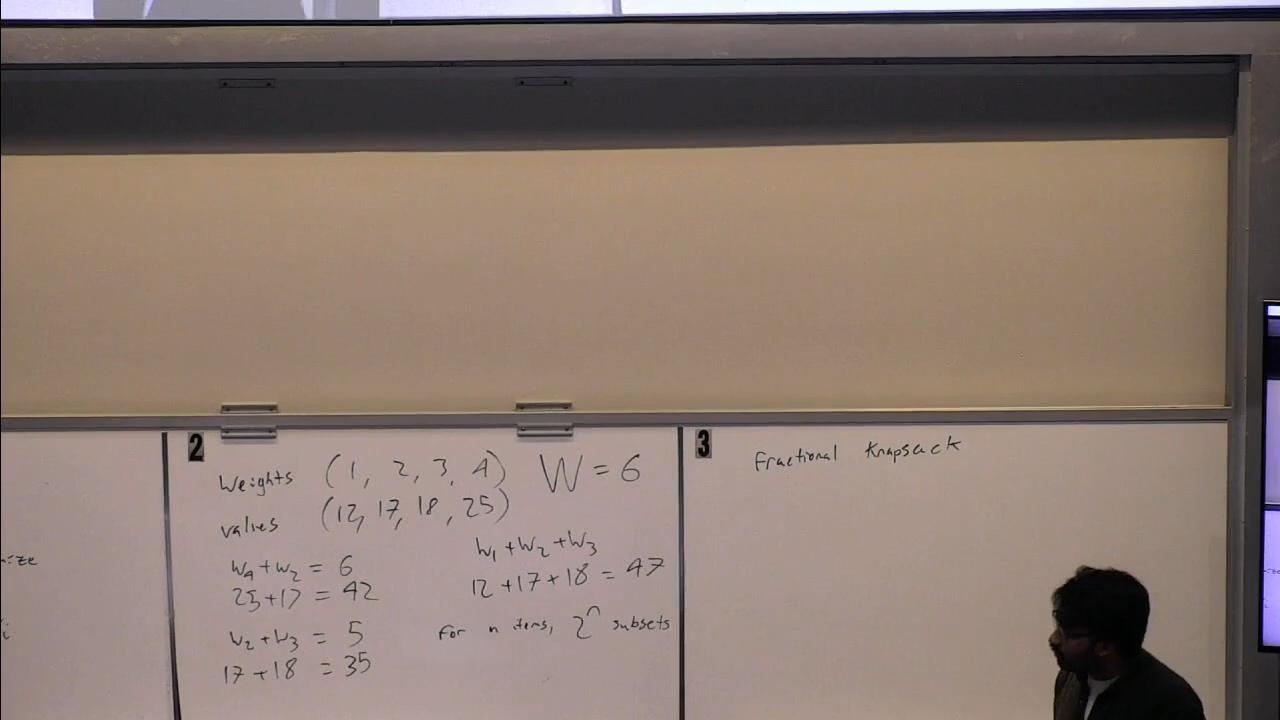 2
Weights (1, 2, 3, 4) W = 6
values (12, 17, 18, 25)
w₄ + w₂ = 6
25 + 17 = 42
w₂ + w₃ = 5
17 + 18 = 35
w₁ + w₂ + w₃
12 + 17 + 18 = 47
For n items, 2ⁿ subsets
3
Fractional Knapsack